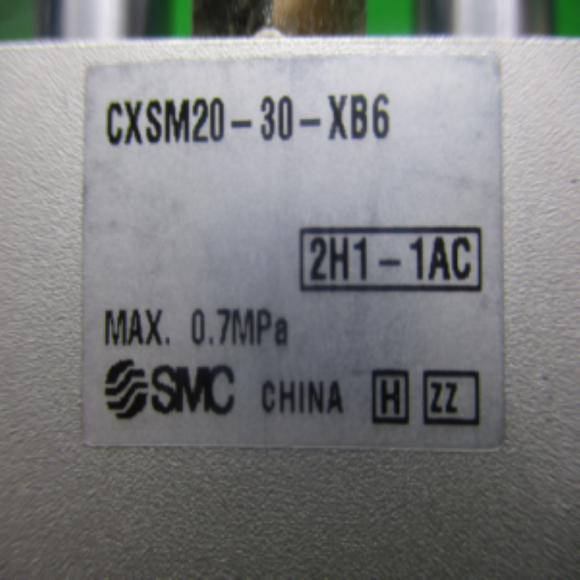 CXSM20-30-XB6
2H1-1AC
MAX. 0.7MPa
SMC CHINA H ZZ